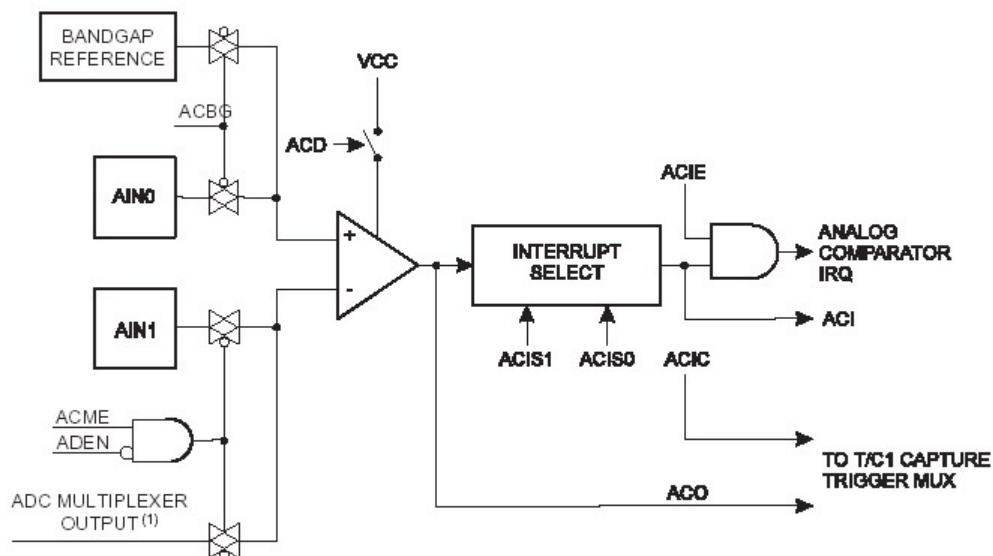 BANDGAP
REFERENCE
VCC
ACBG
ACD
AIN0
ACIE
+
INTERRUPT
SELECT
ANALOG
COMPARATOR
IRQ
-
AIN1
ACI
ACIS1
ACIS0
ACIC
ACME
ADEN
TO T/C1 CAPTURE
TRIGGER MUX
ADC MULTIPLEXER
OUTPUT (1)
ACO